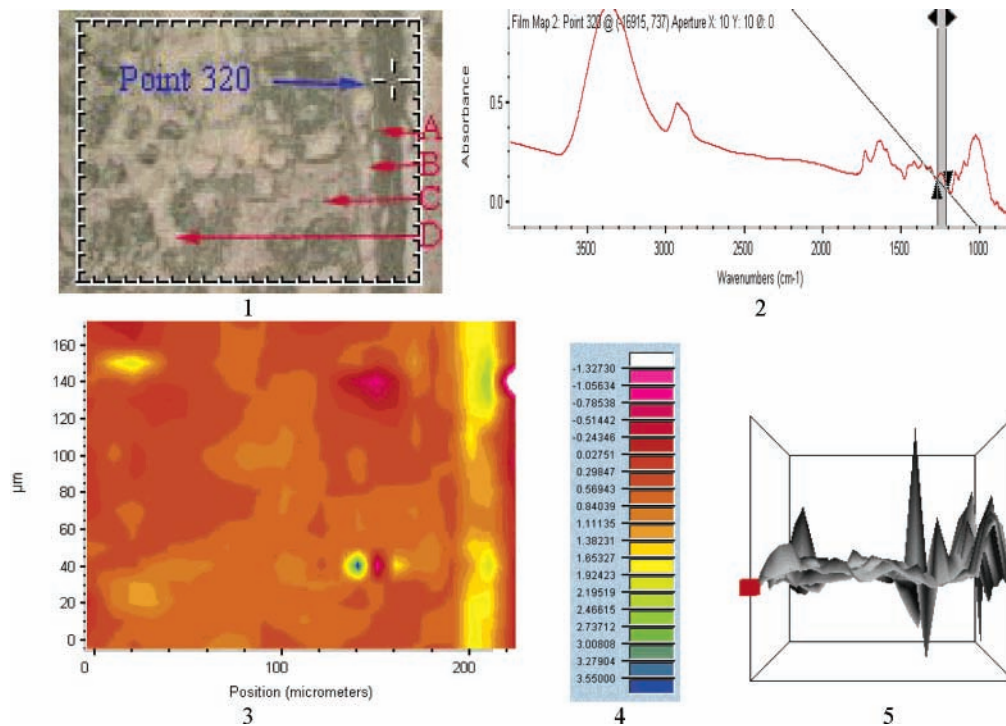 Point 320
A
B
C
D
1
Film Map 2: Point 320 @ (-16915, 737) Aperture X: 10 Y: 10 Ø: 0
Absorbance
0.5
0.0
3500 3000 2500 2000 1500 1000
Wavenumbers (cm-1)
2
µm
160
140
120
100
80
60
40
20
0
0 100 200
Position (micrometers)
3
-1.32730
-1.05634
-0.78538
-0.51442
-0.24346
0.02751
0.29847
0.56943
0.84039
1.11135
1.38231
1.65327
1.92423
2.19519
2.46615
2.73712
3.00808
3.27904
3.55000
4
5